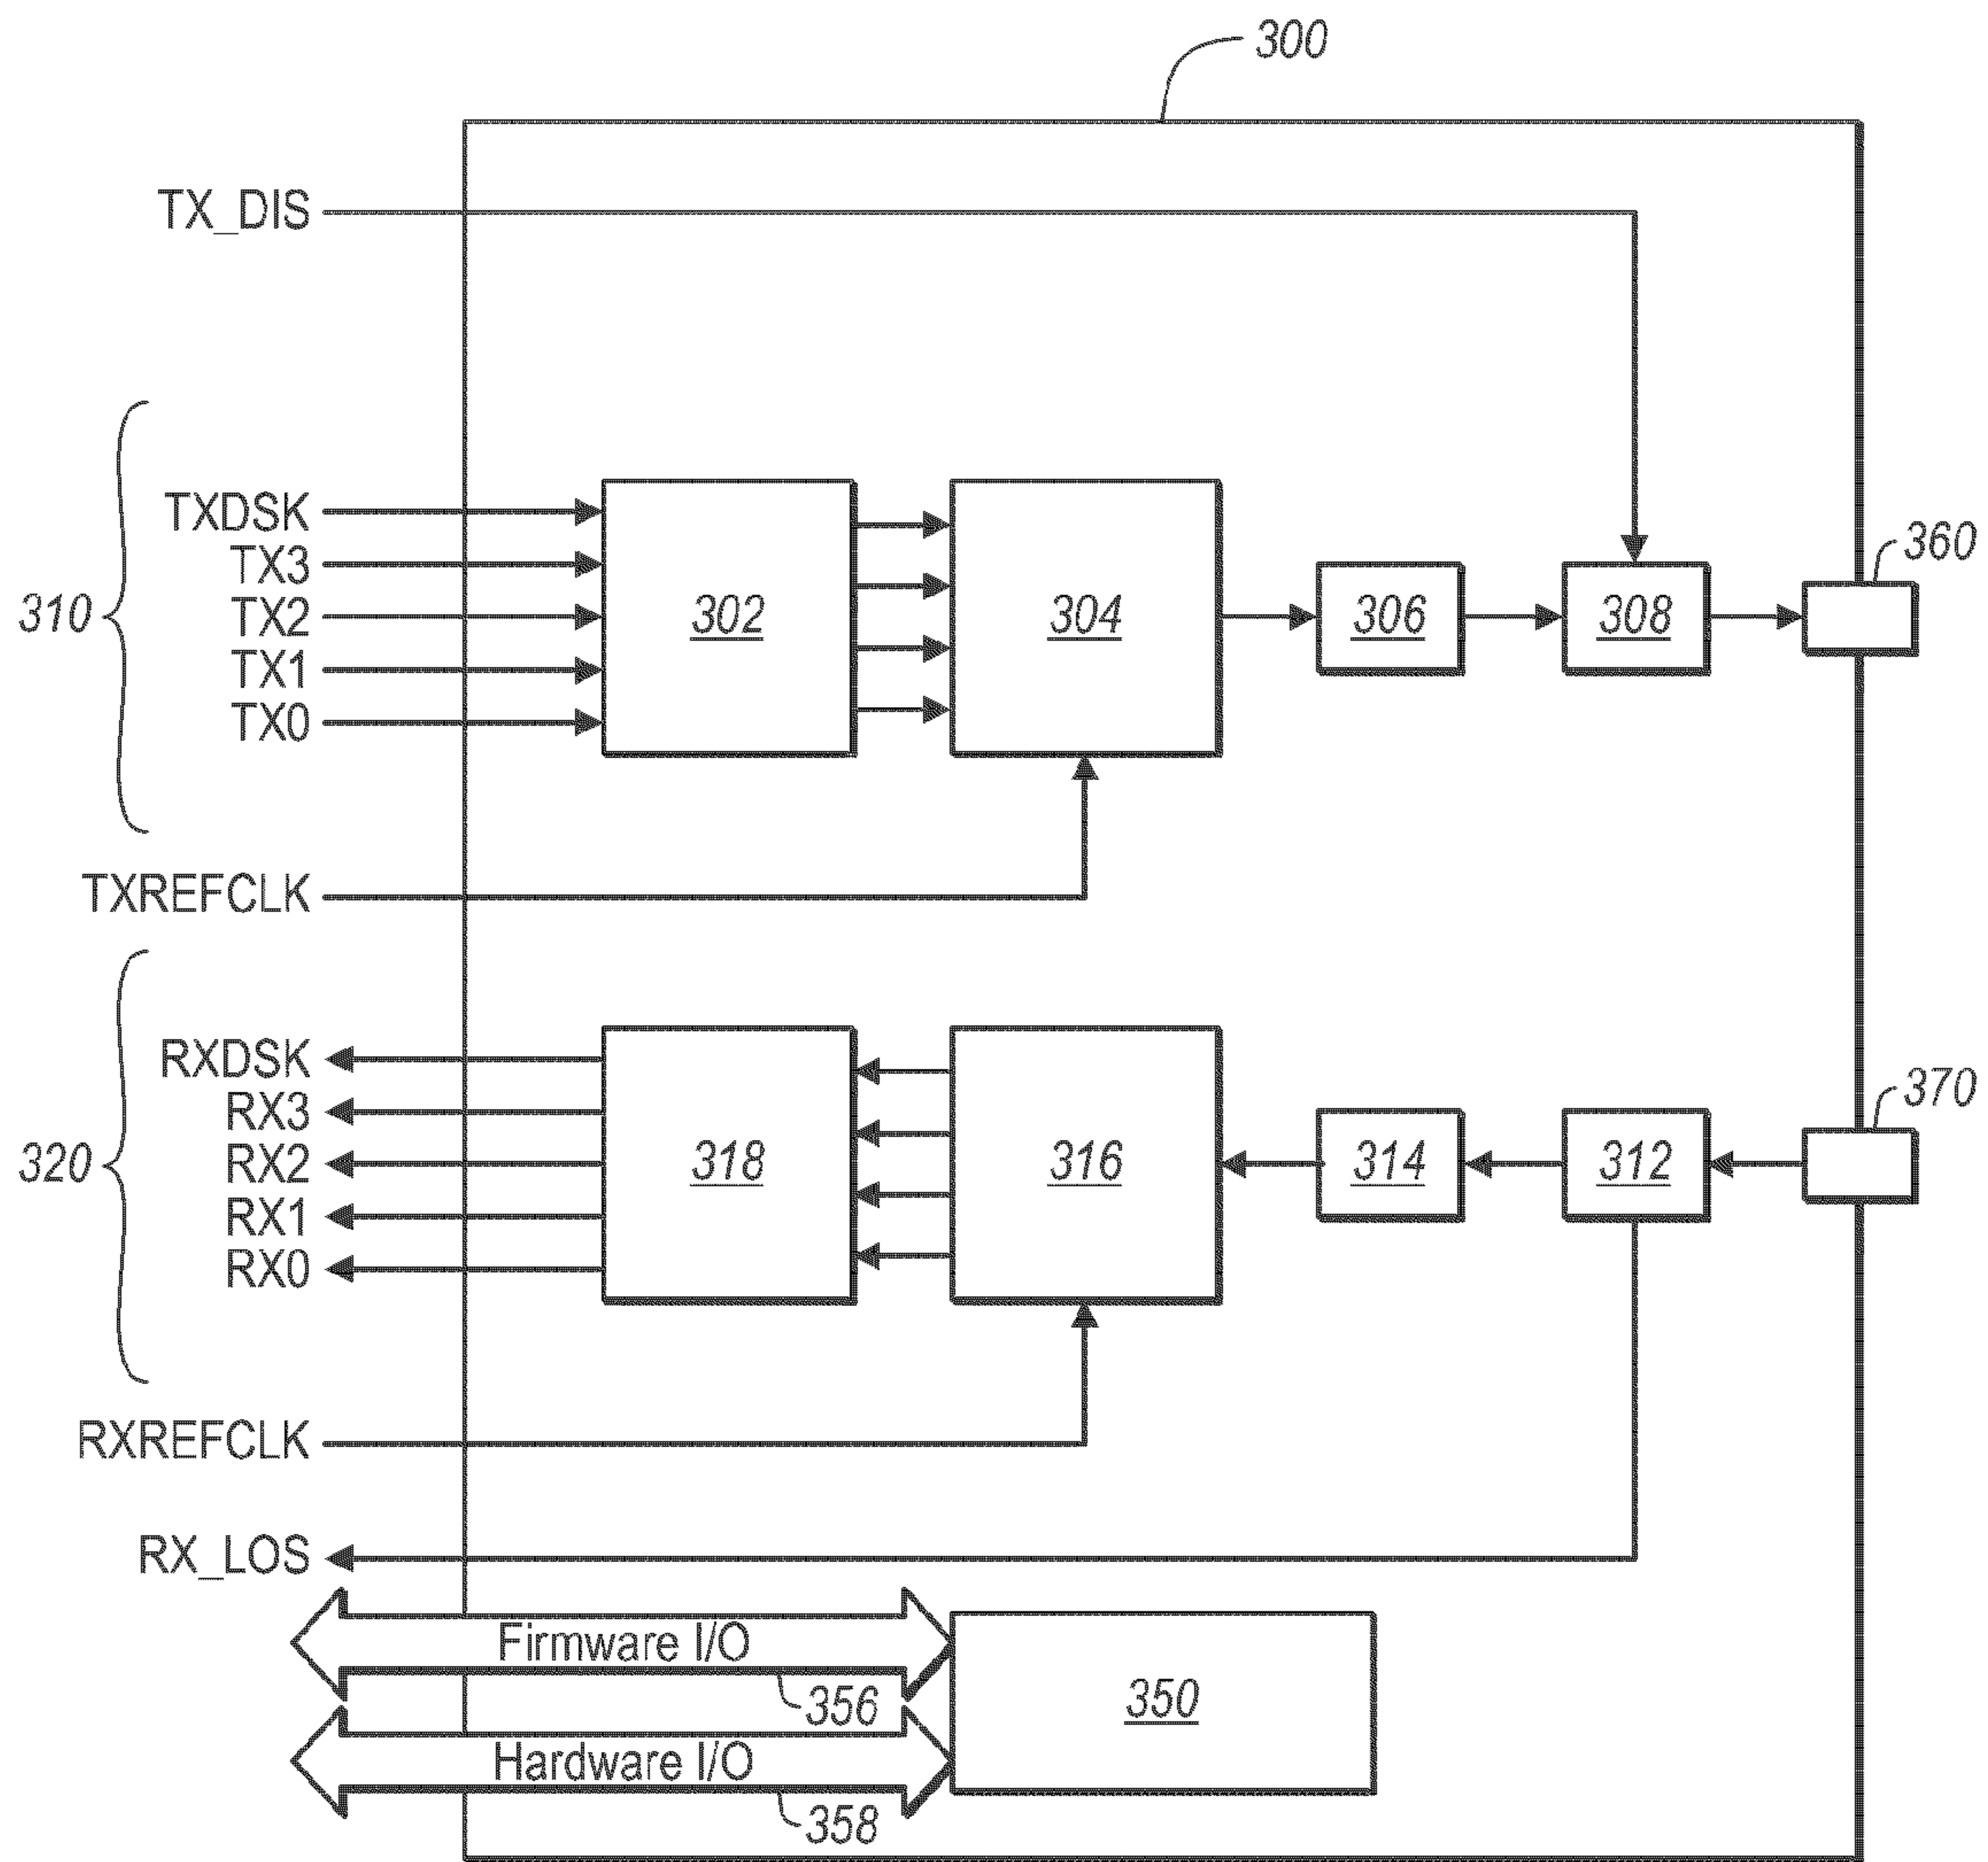 300
TX_DIS
310
TXDSK
TX3
TX2
TX1
TX0
302
304
306
308
360
TXREFCLK
320
RXDSK
RX3
RX2
RX1
RX0
318
316
314
312
370
RXREFCLK
RX_LOS
Firmware I/O
356
350
Hardware I/O
358